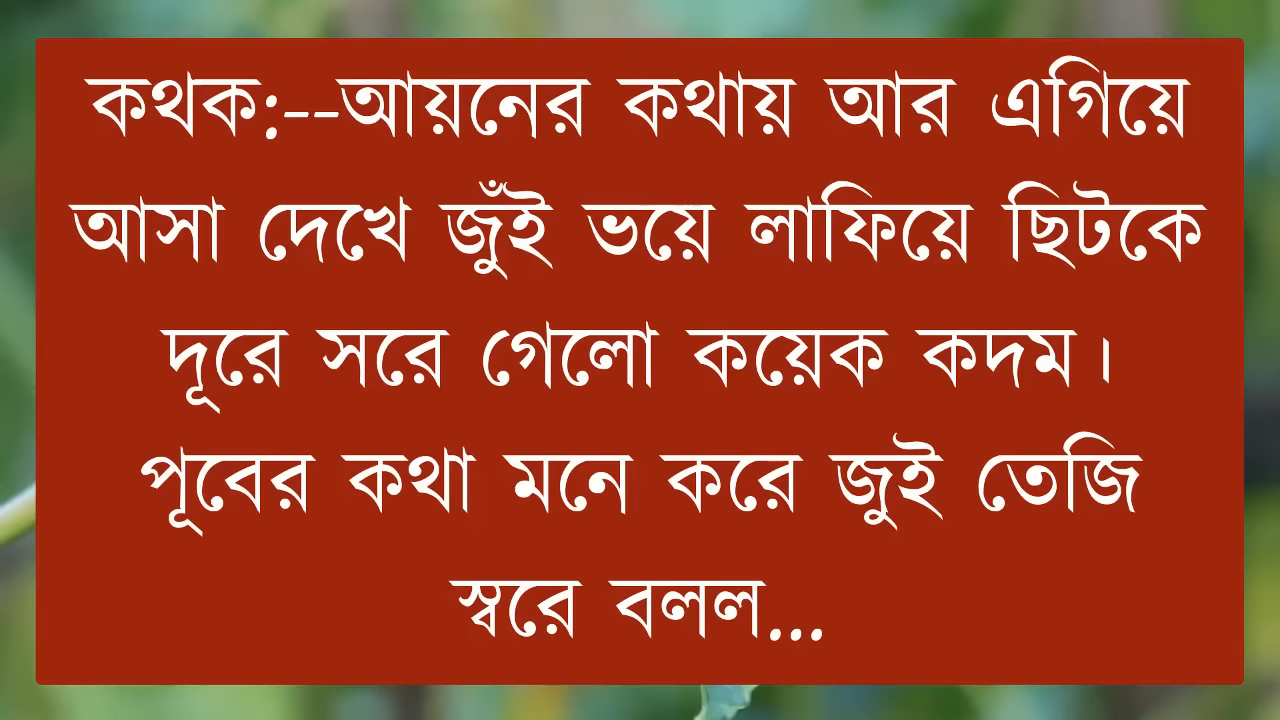 কথক:--আয়নের কথায় আর এগিয়ে
আসা দেখে জুঁই ভয়ে লাফিয়ে ছিটকে
দূরে সরে গেলো কয়েক কদম।
পূবের কথা মনে করে জুই তেজি
স্বরে বলল...